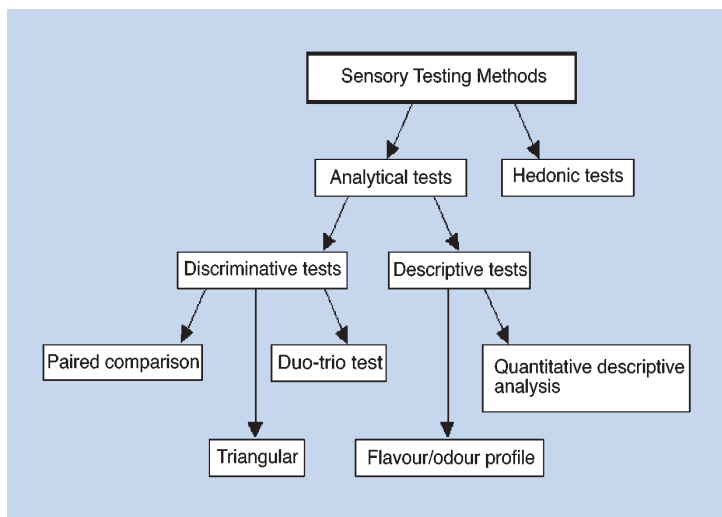 Sensory Testing Methods
Analytical tests
Hedonic tests
Discriminative tests
Descriptive tests
Paired comparison
Duo-trio test
Quantitative descriptive
analysis
Triangular
Flavour/odour profile